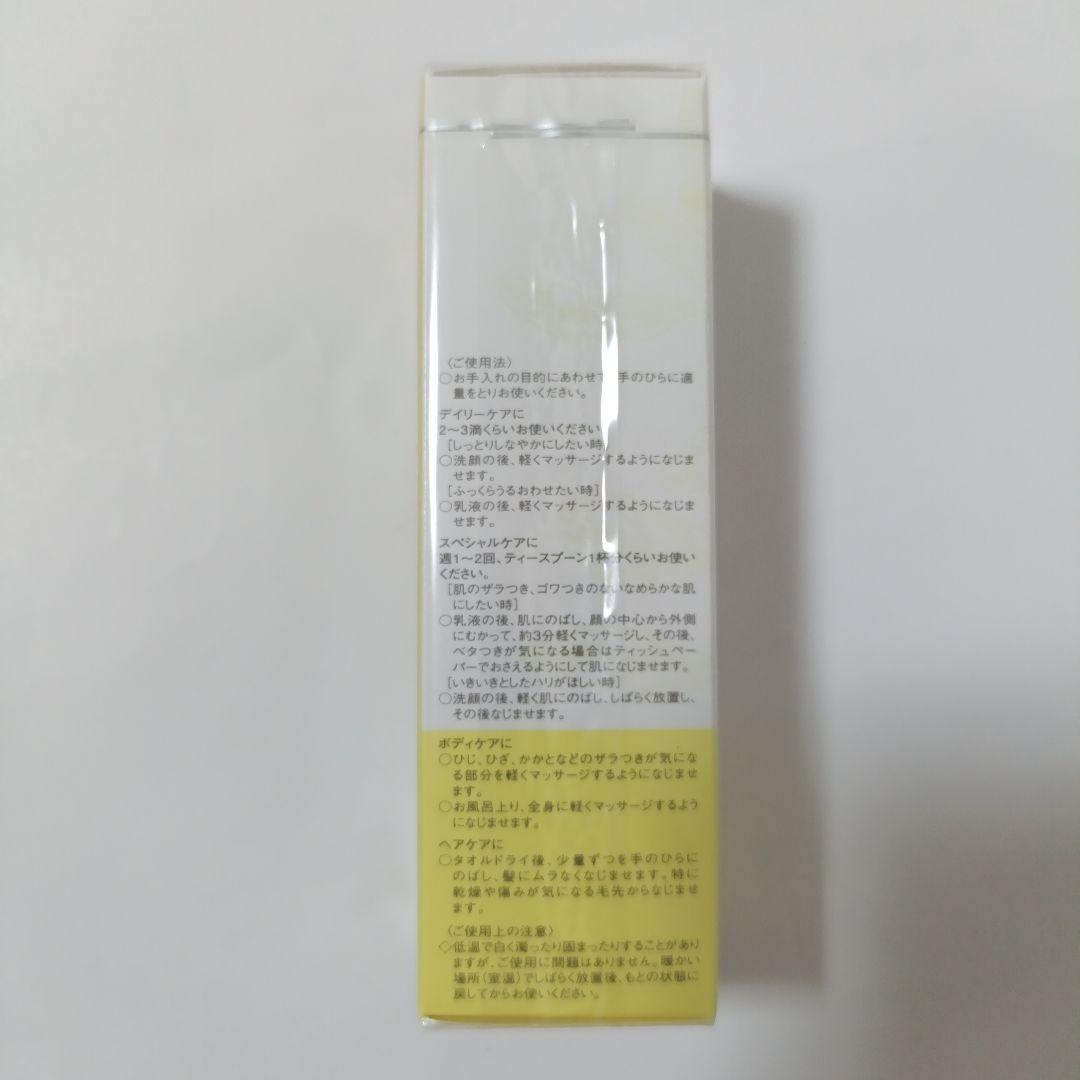 〈ご使用法〉
○お手入れの目的にあわせて、手のひらに適
量をとりお使いください。
デイリーケアに
2～3滴くらいお使いください。
[しっとりしなやかにしたい時]
○洗顔の後、軽くマッサージするようになじま
せます。
[ふっくらうるおわせたい時]
○乳液の後、軽くマッサージするようになじま
せます。
スペシャルケアに
週1～2回、ティースプーン1杯分くらいお使い
ください。
[肌のザラつき、ゴワつきのないなめらかな肌
にしたい時]
○乳液の後、肌にのばし、顔の中心から外側
にむかって、約3分軽くマッサージし、その後、
ベタつきが気になる場合はティッシュペー
パーでおさえるようにして肌になじませます。
[いきいきとしたハリがほしい時]
○洗顔の後、軽く肌にのばし、しばらく放置し、
その後なじませます。
ボディケアに
○ひじ、ひざ、かかとなどのザラつきが気にな
る部分を軽くマッサージするようになじませ
ます。
○お風呂上り、全身に軽くマッサージするよう
になじませます。
ヘアケアに
○タオルドライ後、少量ずつを手のひらに
のばし、髪にムラなくなじませます。特に
乾燥や傷みが気になる毛先からなじませ
ます。
〈ご使用上の注意〉
◇低温で白く濁ったり固まったりすることがあり
ますが、ご使用に問題はありません。暖かい
場所(室温)でしばらく放置後、もとの状態に
戻してからお使いください。